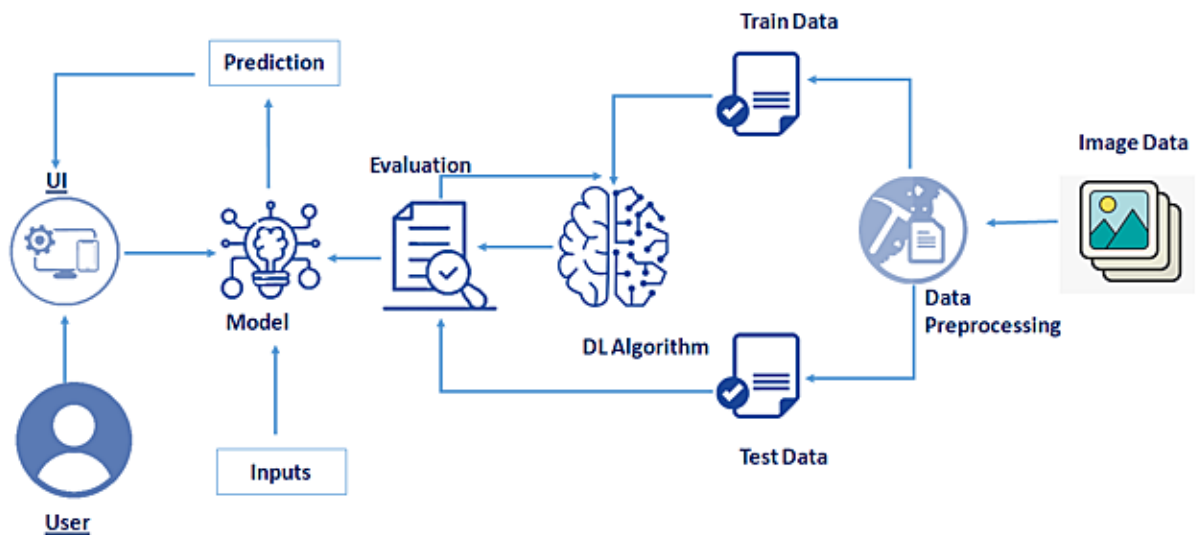 Train Data
Prediction
Image Data
Evaluation
UI
Data
Preprocessing
Model
DL Algorithm
Test Data
Inputs
User